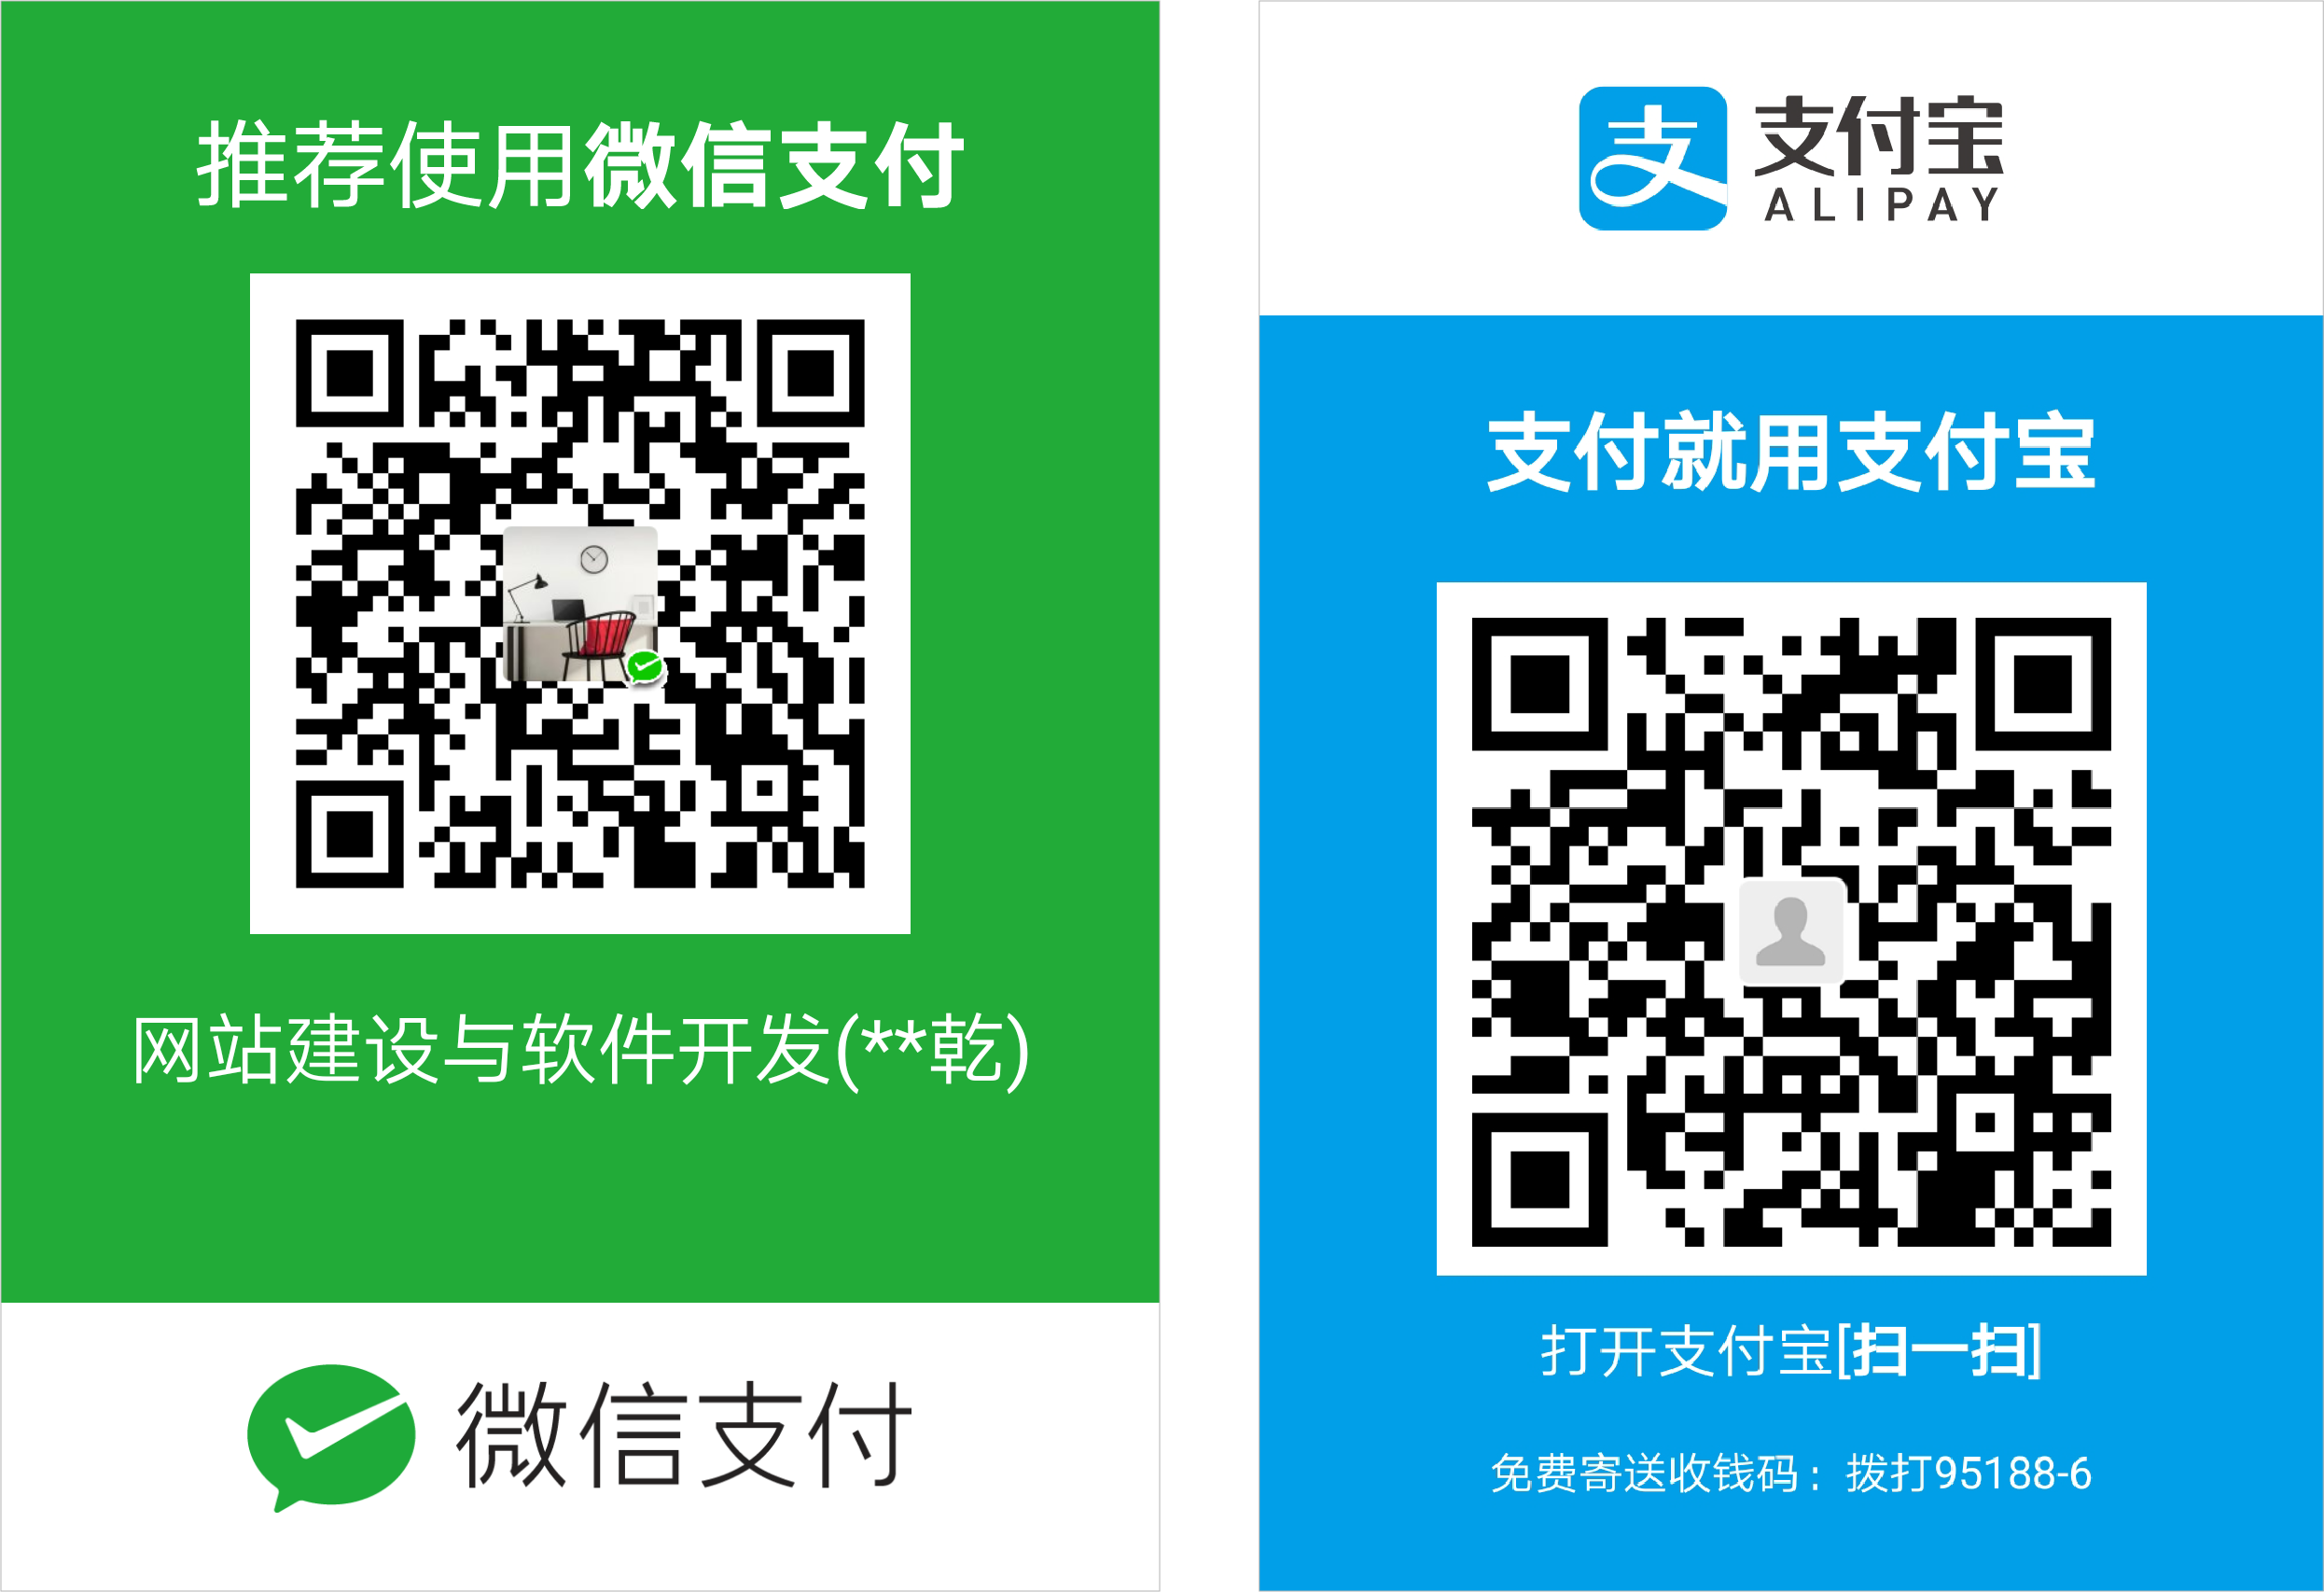 推荐使用微信支付
网站建设与软件开发(**乾)
微信支付
支
支付宝
ALIPAY
支付就用支付宝
打开支付宝[扫一扫]
免费寄送收钱码：拨打95188-6